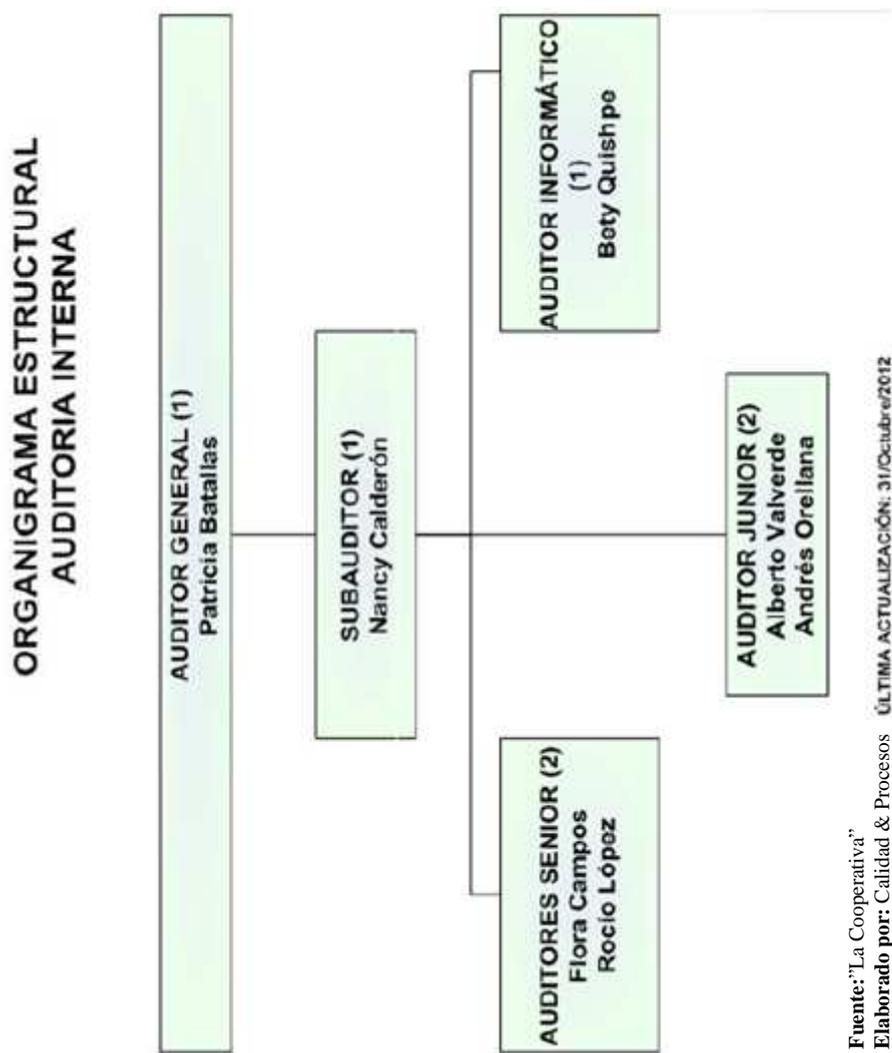 ORGANIGRAMA ESTRUCTURAL
AUDITORIA INTERNA
AUDITOR GENERAL (1)
Patricia Batallas
SUBAUDITOR (1)
Nancy Calderón
AUDITORES SENIOR (2)
Flora Campos
Rocío López
AUDITOR INFORMÁTICO
(1)
Bety Quishpe
AUDITOR JUNIOR (2)
Alberto Valverde
Andrés Orellana
ÚLTIMA ACTUALIZACIÓN: 31/Octubre/2012
Fuente:"La Cooperativa"
Elaborado por: Calidad & Procesos